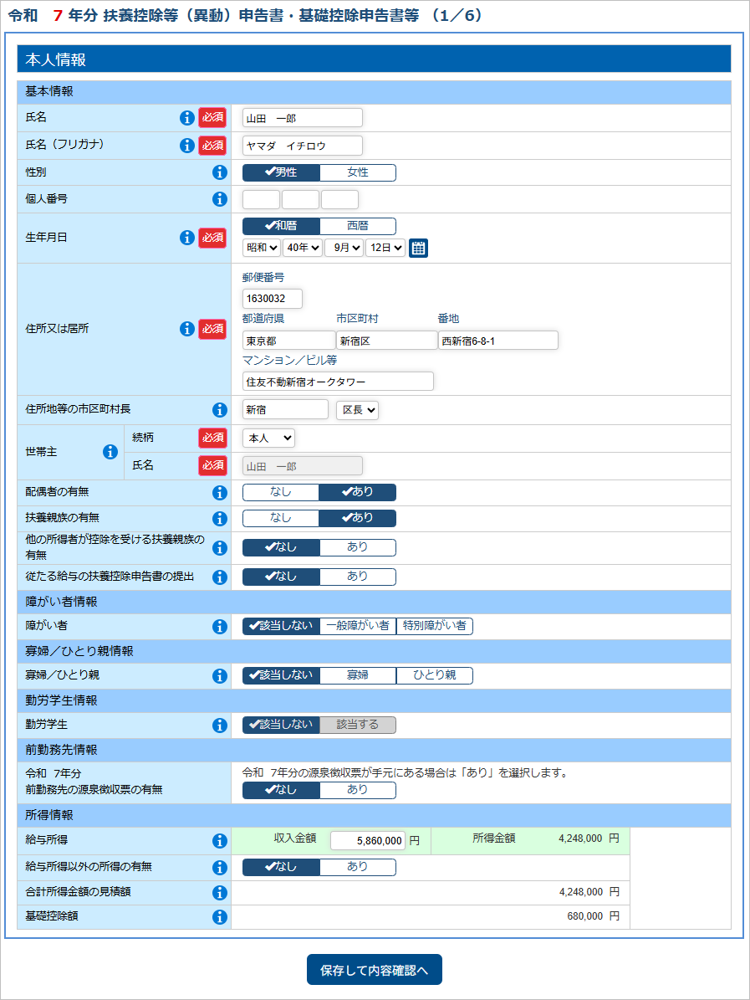 令和　7 年分 扶養控除等（異動）申告書・基礎控除申告書等 （1／6）
本人情報
基本情報
氏名 必須 山田　一郎
氏名（フリガナ） 必須 ヤマダ　イチロウ
性別 男性 女性
個人番号
生年月日 必須 和暦 西暦
昭和 40年 9月 12日
住所又は居所 必須
郵便番号
1630032
都道府県 市区町村 番地
東京都 新宿区 西新宿6-8-1
マンション／ビル等
住友不動新宿オークタワー
住所地等の市区町村長 新宿 区長
世帯主 続柄 必須 本人
氏名 必須 山田　一郎
配偶者の有無 なし あり
扶養親族の有無 なし あり
他の所得者が控除を受ける扶養親族の
有無 なし あり
従たる給与の扶養控除申告書の提出 なし あり
障がい者情報
障がい者 該当しない 一般障がい者 特別障がい者
寡婦／ひとり親情報
寡婦／ひとり親 該当しない 寡婦 ひとり親
勤労学生情報
勤労学生 該当しない 該当する
前勤務先情報
令和　7年分
前勤務先の源泉徴収票の有無
令和　7年分の源泉徴収票が手元にある場合は「あり」を選択します。
なし あり
所得情報
給与所得 収入金額 5,860,000 円 所得金額 4,248,000 円
給与所得以外の所得の有無 なし あり
合計所得金額の見積額 4,248,000 円
基礎控除額 680,000 円
保存して内容確認へ